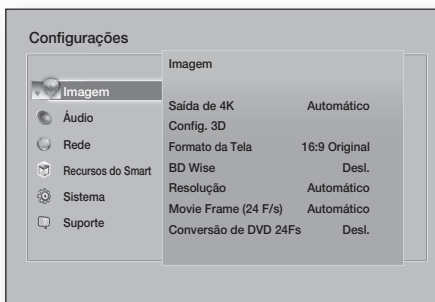 Configurações
Imagem
Áudio
Rede
Recursos do Smart
Sistema
Suporte
Imagem
Saída de 4K Automático
Config. 3D
Formato da Tela 16:9 Original
BD Wise Desl.
Resolução Automático
Movie Frame (24 F/s) Automático
Conversão de DVD 24Fs Desl.